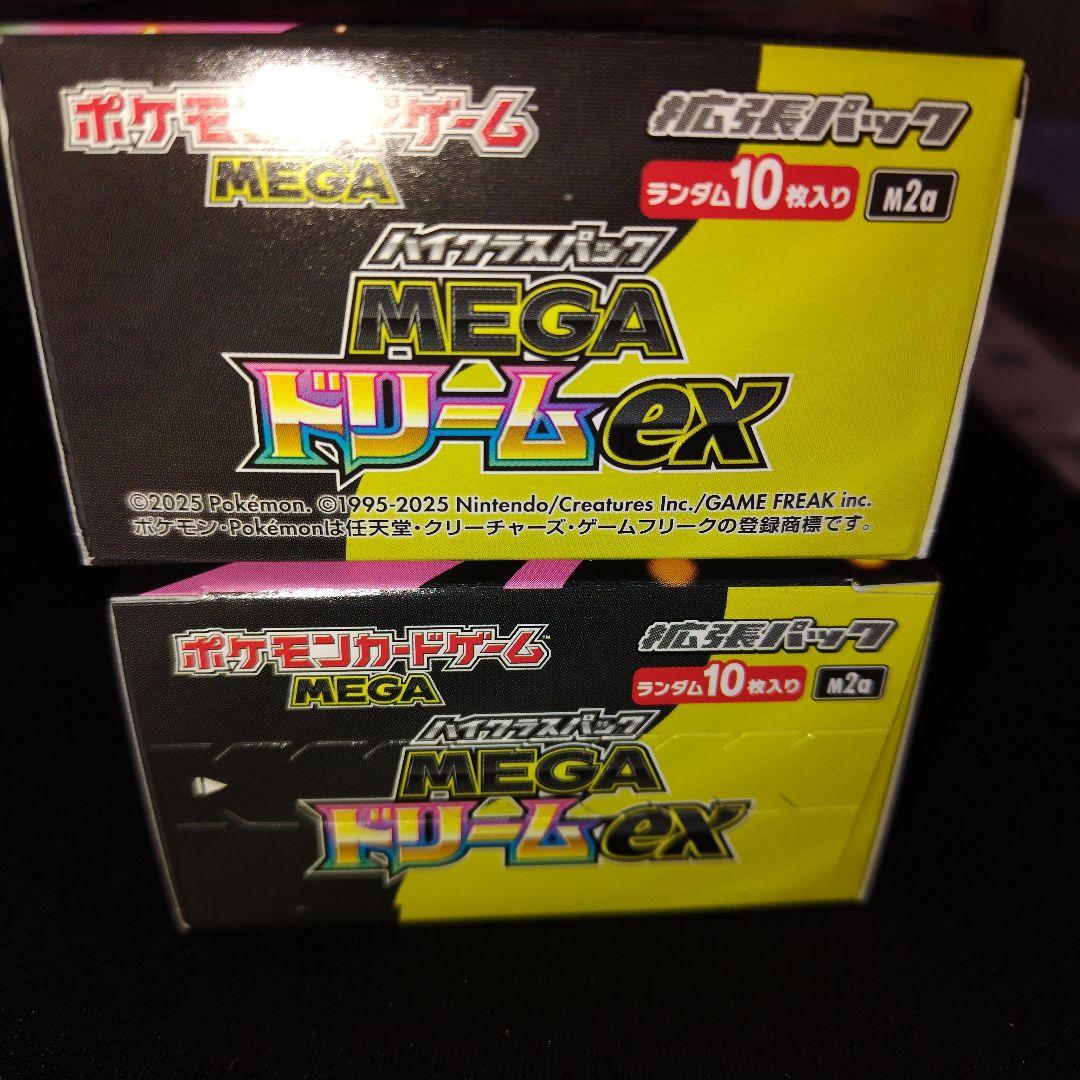 ポケモンカードゲーム
MEGA
拡張パック
ランダム10枚入り
M2a
ハイクラスパック
MEGA
ドリームex
©2025 Pokémon. ©1995-2025 Nintendo/Creatures Inc./GAME FREAK inc.
ポケモン・Pokémonは任天堂・クリーチャーズ・ゲームフリークの登録商標です。
ポケモンカードゲーム
MEGA
拡張パック
ランダム10枚入り
M2a
ハイクラスパック
MEGA
ドリームex